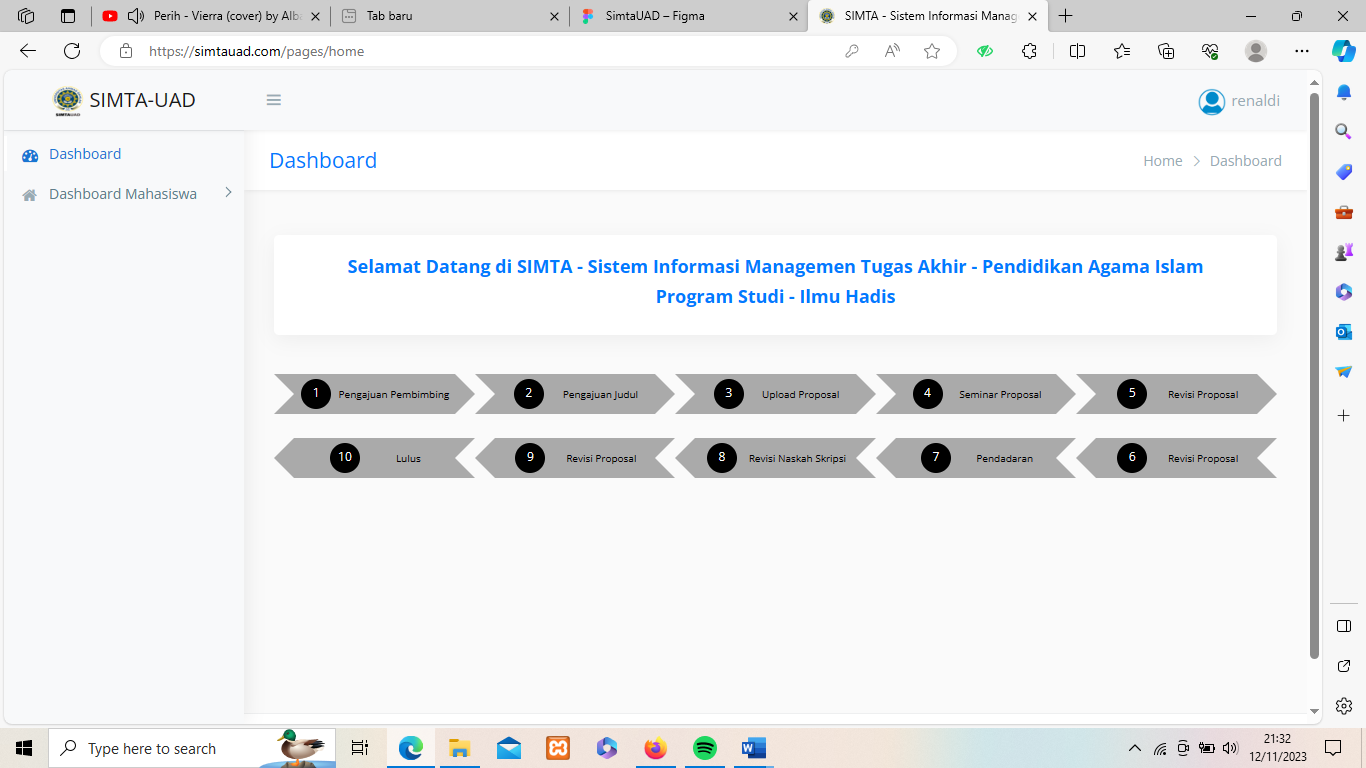 Perih - Vierra (cover) by Alba
Tab baru
SimtaUAD – Figma
SIMTA - Sistem Informasi Manag
https://simtauad.com/pages/home
SIMTAUAD
SIMTA-UAD
renaldi
Dashboard
Dashboard Mahasiswa
Dashboard
Home > Dashboard
Selamat Datang di SIMTA - Sistem Informasi Managemen Tugas Akhir - Pendidikan Agama Islam
Program Studi - Ilmu Hadis
1 Pengajuan Pembimbing
2 Pengajuan Judul
3 Upload Proposal
4 Seminar Proposal
5 Revisi Proposal
10 Lulus
9 Revisi Proposal
8 Revisi Naskah Skripsi
7 Pendadaran
6 Revisi Proposal
Type here to search
21:32
12/11/2023